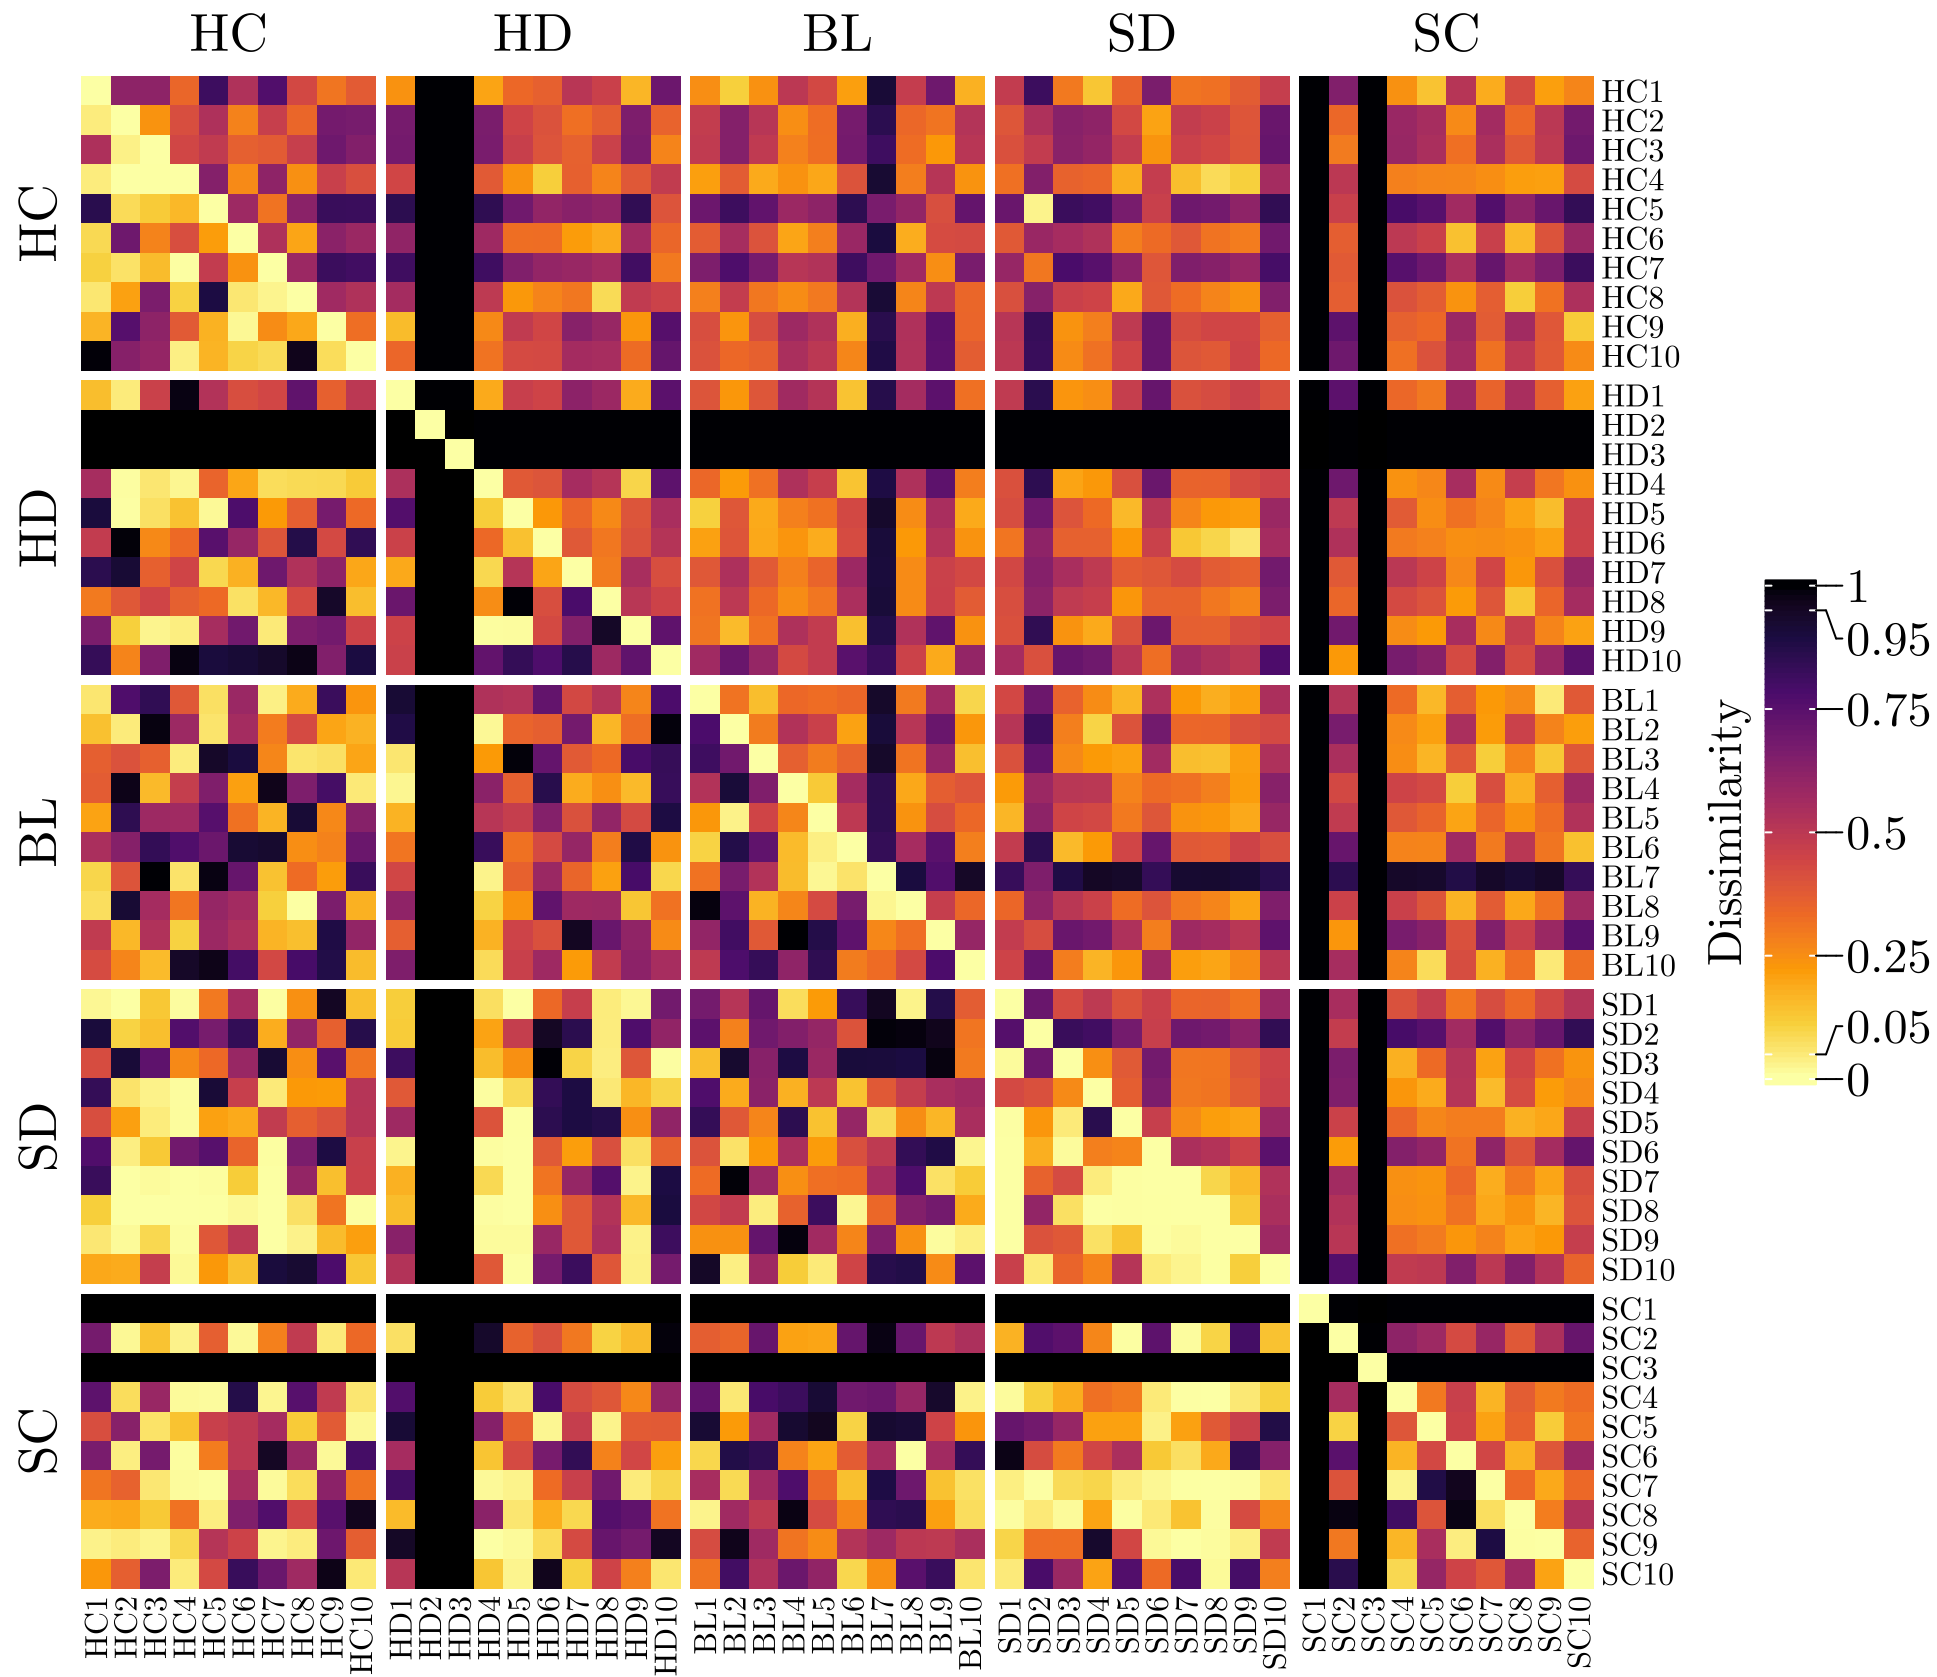 HC HD BL SD SC
HC
HC1
HC2
HC3
HC4
HC5
HC6
HC7
HC8
HC9
HC10
HD
HD1
HD2
HD3
HD4
HD5
HD6
HD7
HD8
HD9
HD10
BL
BL1
BL2
BL3
BL4
BL5
BL6
BL7
BL8
BL9
BL10
SD
SD1
SD2
SD3
SD4
SD5
SD6
SD7
SD8
SD9
SD10
SC
SC1
SC2
SC3
SC4
SC5
SC6
SC7
SC8
SC9
SC10
HC1 HC2 HC3 HC4 HC5 HC6 HC7 HC8 HC9 HC10 HD1 HD2 HD3 HD4 HD5 HD6 HD7 HD8 HD9 HD10 BL1 BL2 BL3 BL4 BL5 BL6 BL7 BL8 BL9 BL10 SD1 SD2 SD3 SD4 SD5 SD6 SD7 SD8 SD9 SD10 SC1 SC2 SC3 SC4 SC5 SC6 SC7 SC8 SC9 SC10
Dissimilarity
1
0.95
0.75
0.5
0.25
0.05
0